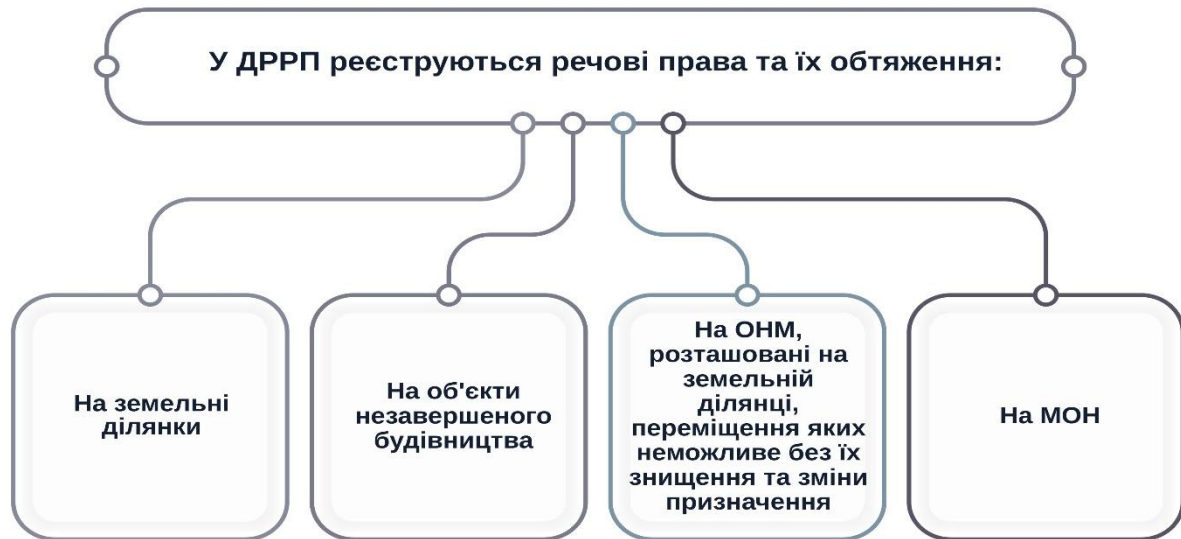 У ДРРП реєструються речові права та їх обтяження:
На земельні
ділянки
На об'єкти
незавершеного
будівництва
На ОНМ,
розташовані на
земельній
ділянці,
переміщення яких
неможливе без їх
знищення та зміни
призначення
На МОН